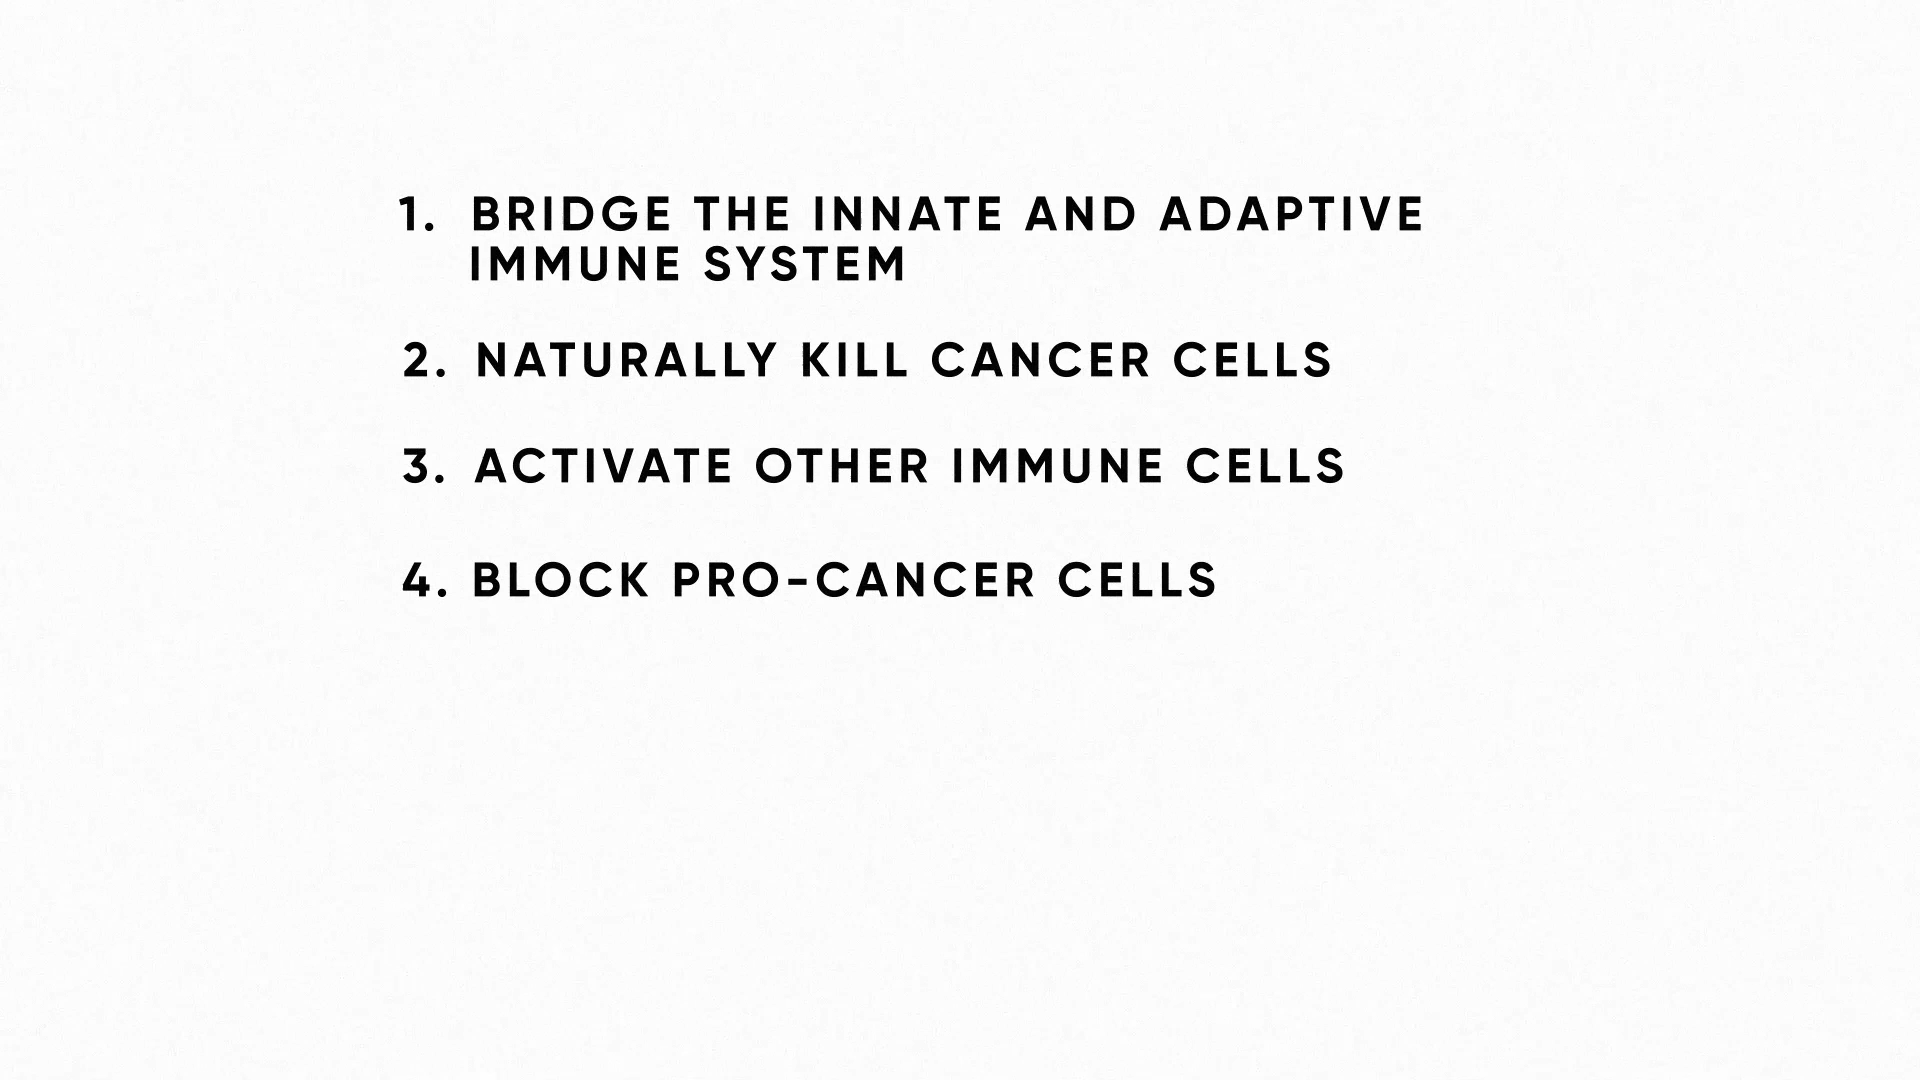 1. BRIDGE THE INNATE AND ADAPTIVE
IMMUNE SYSTEM
2. NATURALLY KILL CANCER CELLS
3. ACTIVATE OTHER IMMUNE CELLS
4. BLOCK PRO-CANCER CELLS